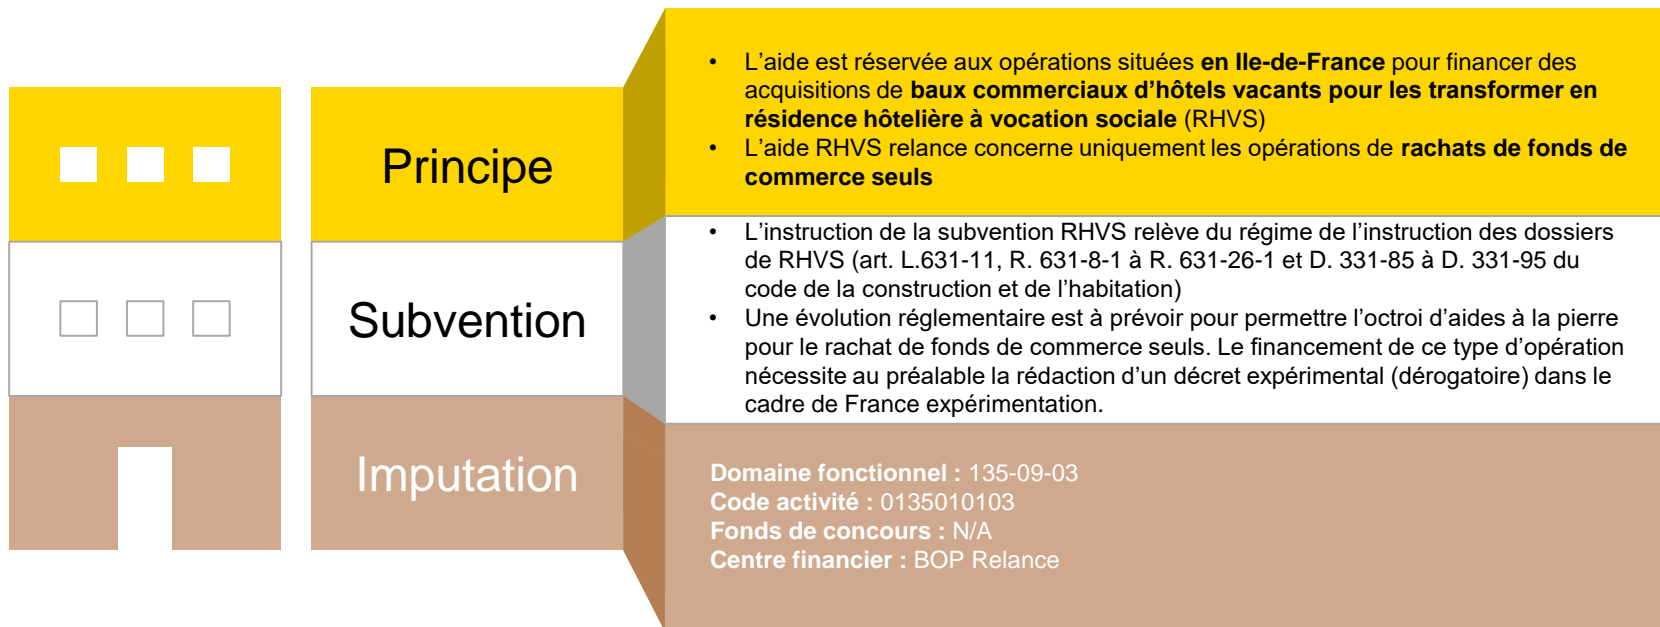 Principe
• L’aide est réservée aux opérations situées en Ile-de-France pour financer des
acquisitions de baux commerciaux d’hôtels vacants pour les transformer en
résidence hôtelière à vocation sociale (RHVS)
• L’aide RHVS relance concerne uniquement les opérations de rachats de fonds de
commerce seuls
Subvention
• L’instruction de la subvention RHVS relève du régime de l’instruction des dossiers
de RHVS (art. L.631-11, R. 631-8-1 à R. 631-26-1 et D. 331-85 à D. 331-95 du
code de la construction et de l’habitation)
• Une évolution réglementaire est à prévoir pour permettre l’octroi d’aides à la pierre
pour le rachat de fonds de commerce seuls. Le financement de ce type d’opération
nécessite au préalable la rédaction d’un décret expérimental (dérogatoire) dans le
cadre de France expérimentation.
Imputation
Domaine fonctionnel : 135-09-03
Code activité : 0135010103
Fonds de concours : N/A
Centre financier : BOP Relance